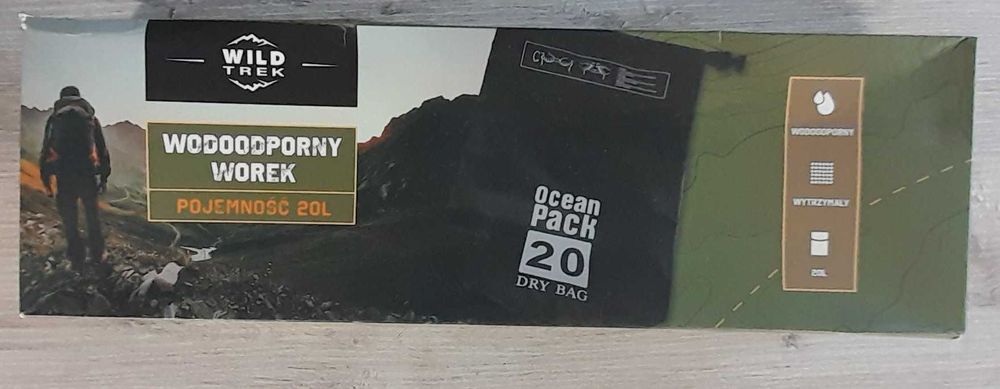 WILD
TREK
WODOODPORNY
WOREK
POJEMNOŚĆ 20L
Ocean
Pack
20
DRY BAG
WODOODPORNY
WYTRZYMAŁY
20L